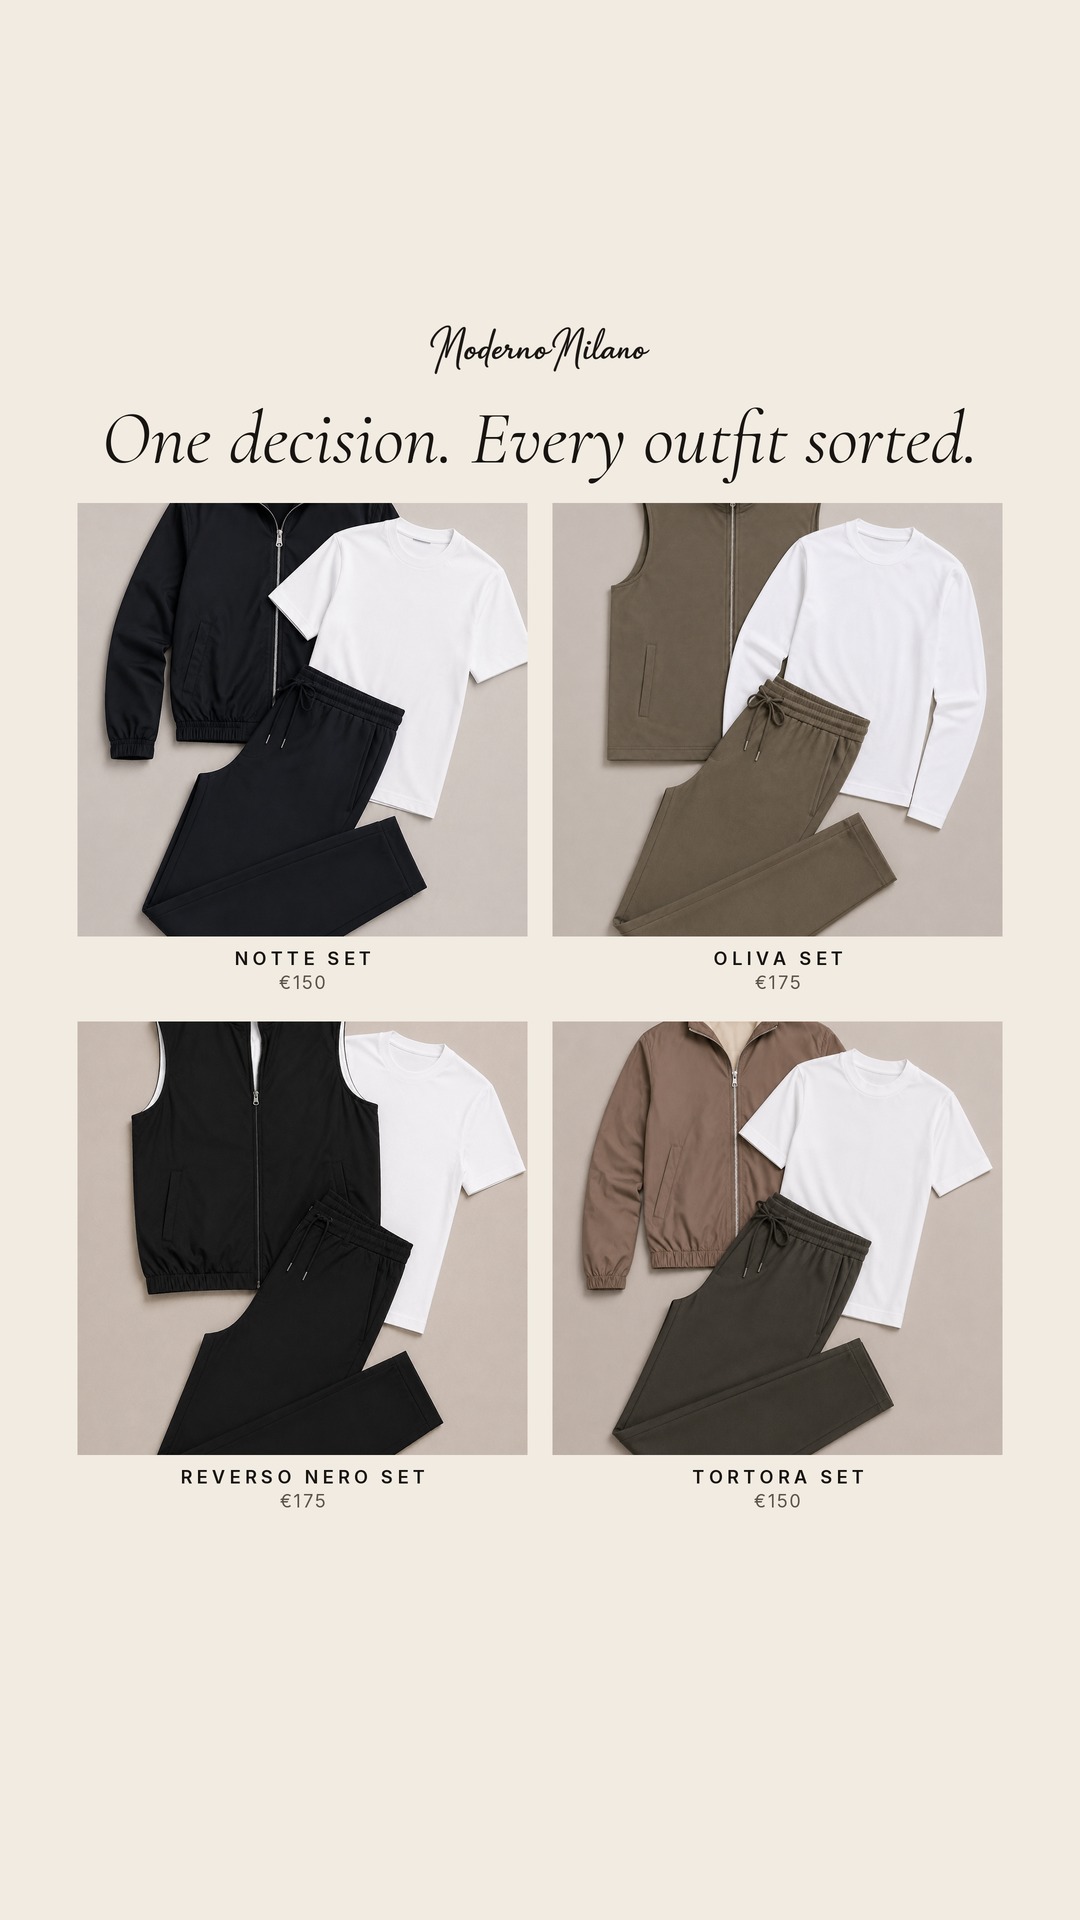 ModernoMilano
One decision. Every outfit sorted.
NOTTE SET
€150
OLIVA SET
€175
REVERSO NERO SET
€175
TORTORA SET
€150